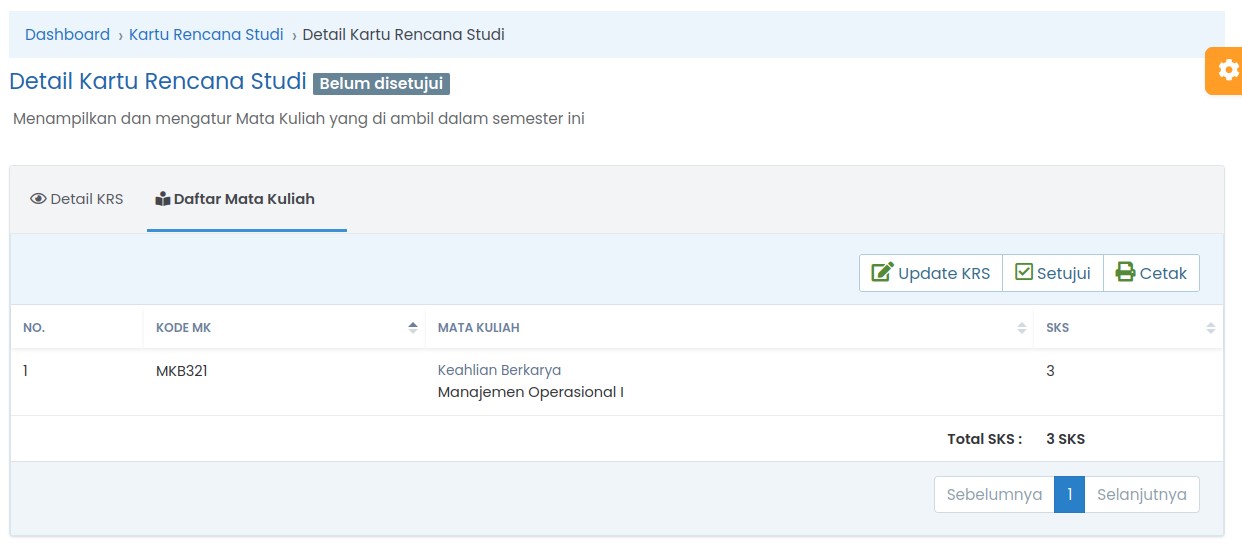 Dashboard › Kartu Rencana Studi › Detail Kartu Rencana Studi
Detail Kartu Rencana Studi Belum disetujui
Menampilkan dan mengatur Mata Kuliah yang di ambil dalam semester ini
Detail KRS Daftar Mata Kuliah
Update KRS Setujui Cetak
NO. KODE MK MATA KULIAH SKS
1 MKB321 Keahlian Berkarya 3
Manajemen Operasional I
Total SKS : 3 SKS
Sebelumnya 1 Selanjutnya